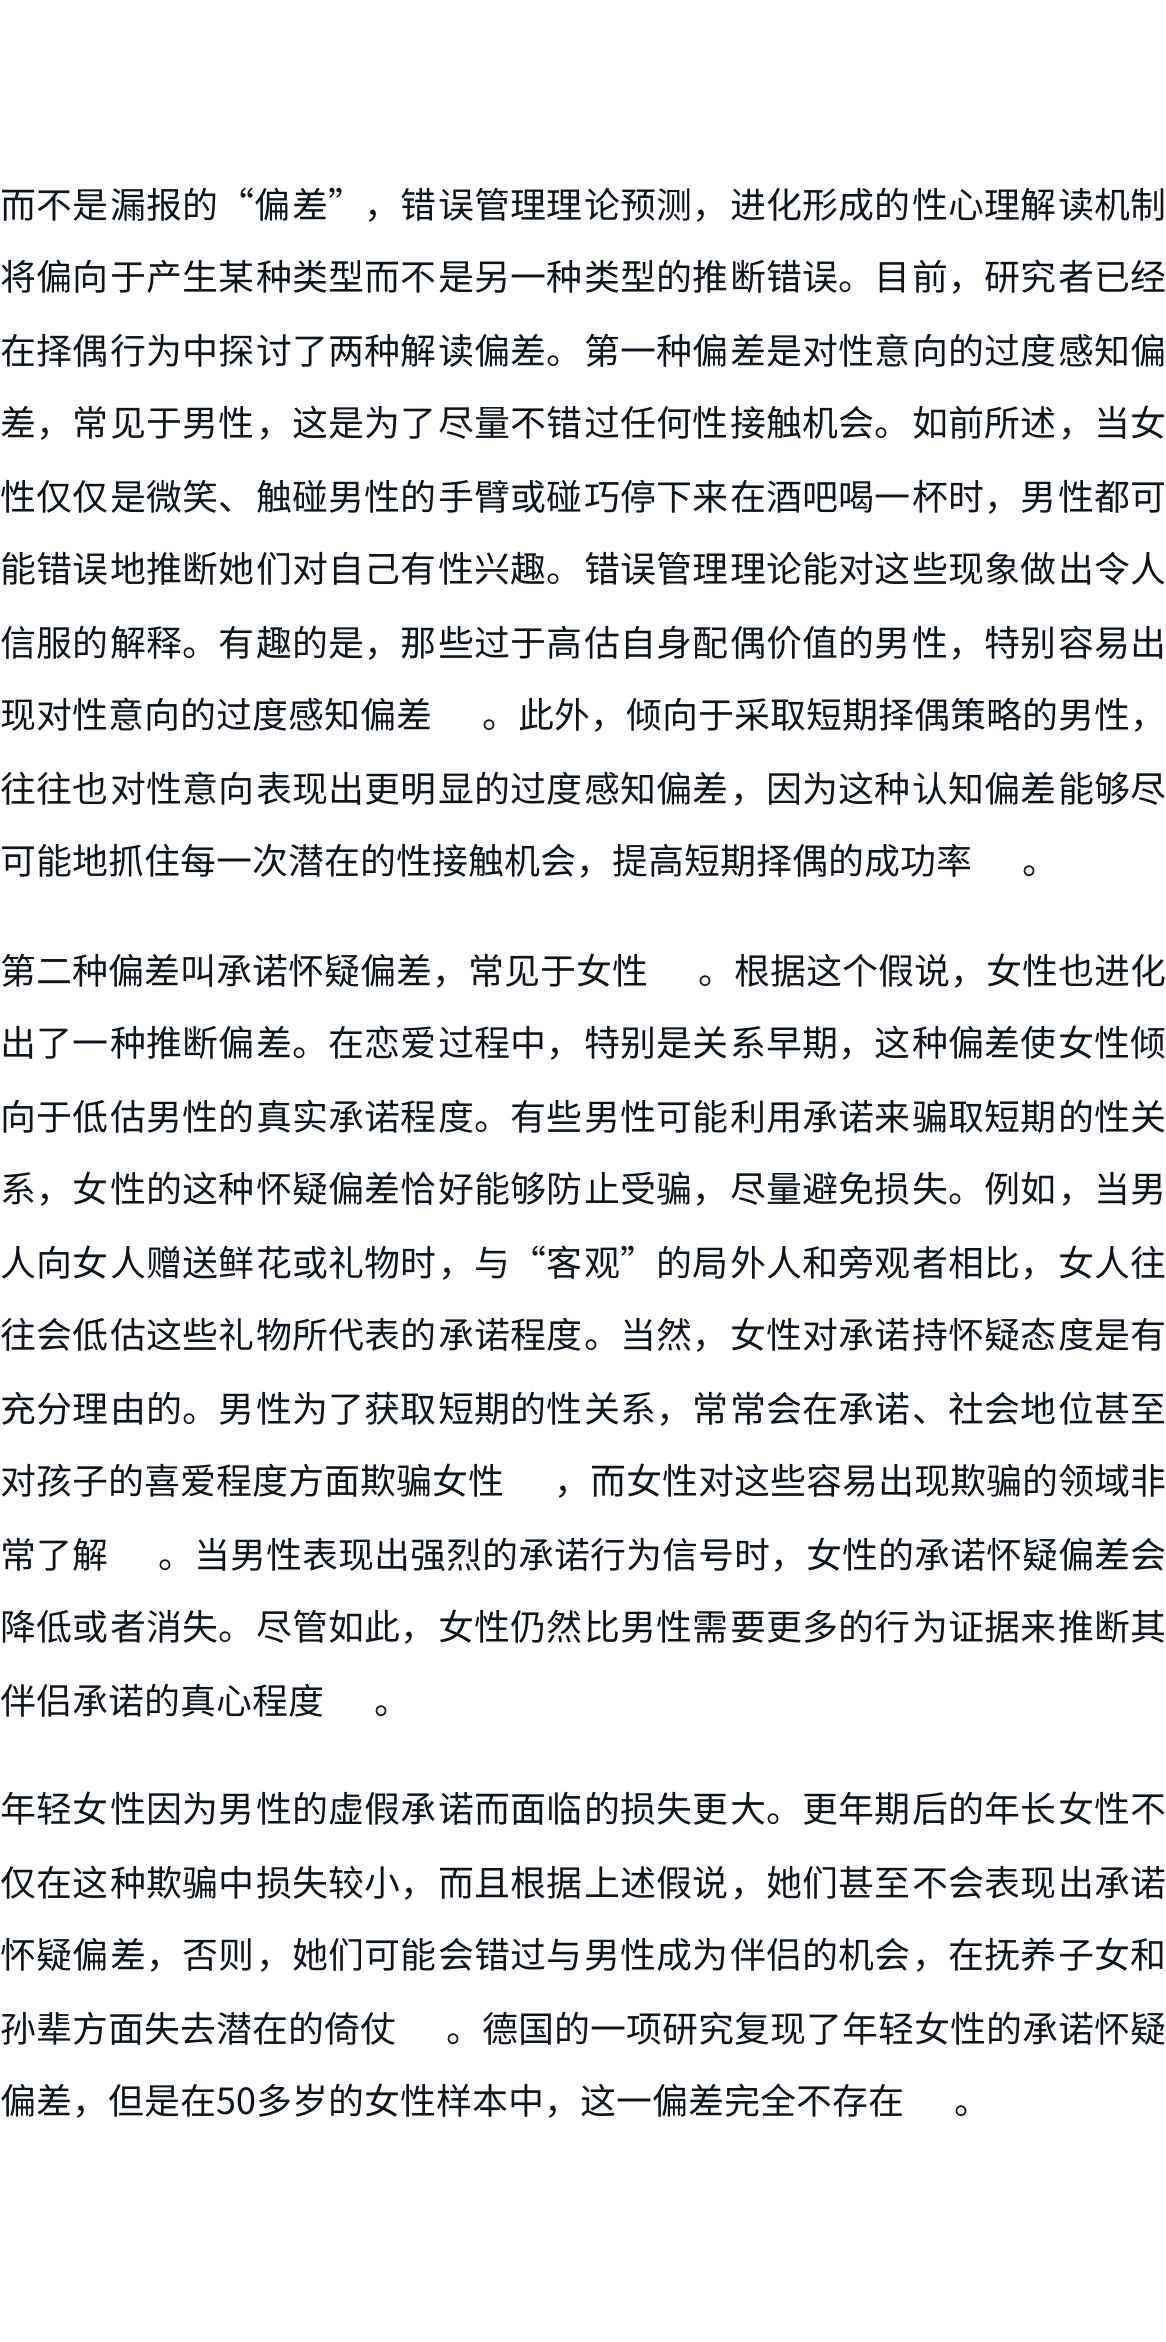 而不是漏报的“偏差”，错误管理理论预测，进化形成的性心理解读机制
将偏向于产生某种类型而不是另一种类型的推断错误。目前，研究者已经
在择偶行为中探讨了两种解读偏差。第一种偏差是对性意向的过度感知偏
差，常见于男性，这是为了尽量不错过任何性接触机会。如前所述，当女
性仅仅是微笑、触碰男性的手臂或碰巧停下来在酒吧喝一杯时，男性都可
能错误地推断她们对自己有性兴趣。错误管理理论能对这些现象做出令人
信服的解释。有趣的是，那些过于高估自身配偶价值的男性，特别容易出
现对性意向的过度感知偏差 。此外，倾向于采取短期择偶策略的男性，
往往也对性意向表现出更明显的过度感知偏差，因为这种认知偏差能够尽
可能地抓住每一次潜在的性接触机会，提高短期择偶的成功率 。
第二种偏差叫承诺怀疑偏差，常见于女性 。根据这个假说，女性也进化
出了一种推断偏差。在恋爱过程中，特别是关系早期，这种偏差使女性倾
向于低估男性的真实承诺程度。有些男性可能利用承诺来骗取短期的性关
系，女性的这种怀疑偏差恰好能够防止受骗，尽量避免损失。例如，当男
人向女人赠送鲜花或礼物时，与“客观”的局外人和旁观者相比，女人往
往会低估这些礼物所代表的承诺程度。当然，女性对承诺持怀疑态度是有
充分理由的。男性为了获取短期的性关系，常常会在承诺、社会地位甚至
对孩子的喜爱程度方面欺骗女性 ，而女性对这些容易出现欺骗的领域非
常了解 。当男性表现出强烈的承诺行为信号时，女性的承诺怀疑偏差会
降低或者消失。尽管如此，女性仍然比男性需要更多的行为证据来推断其
伴侣承诺的真心程度 。
年轻女性因为男性的虚假承诺而面临的损失更大。更年期后的年长女性不
仅在这种欺骗中损失较小，而且根据上述假说，她们甚至不会表现出承诺
怀疑偏差，否则，她们可能会错过与男性成为伴侣的机会，在抚养子女和
孙辈方面失去潜在的倚仗 。德国的一项研究复现了年轻女性的承诺怀疑
偏差，但是在50多岁的女性样本中，这一偏差完全不存在 。